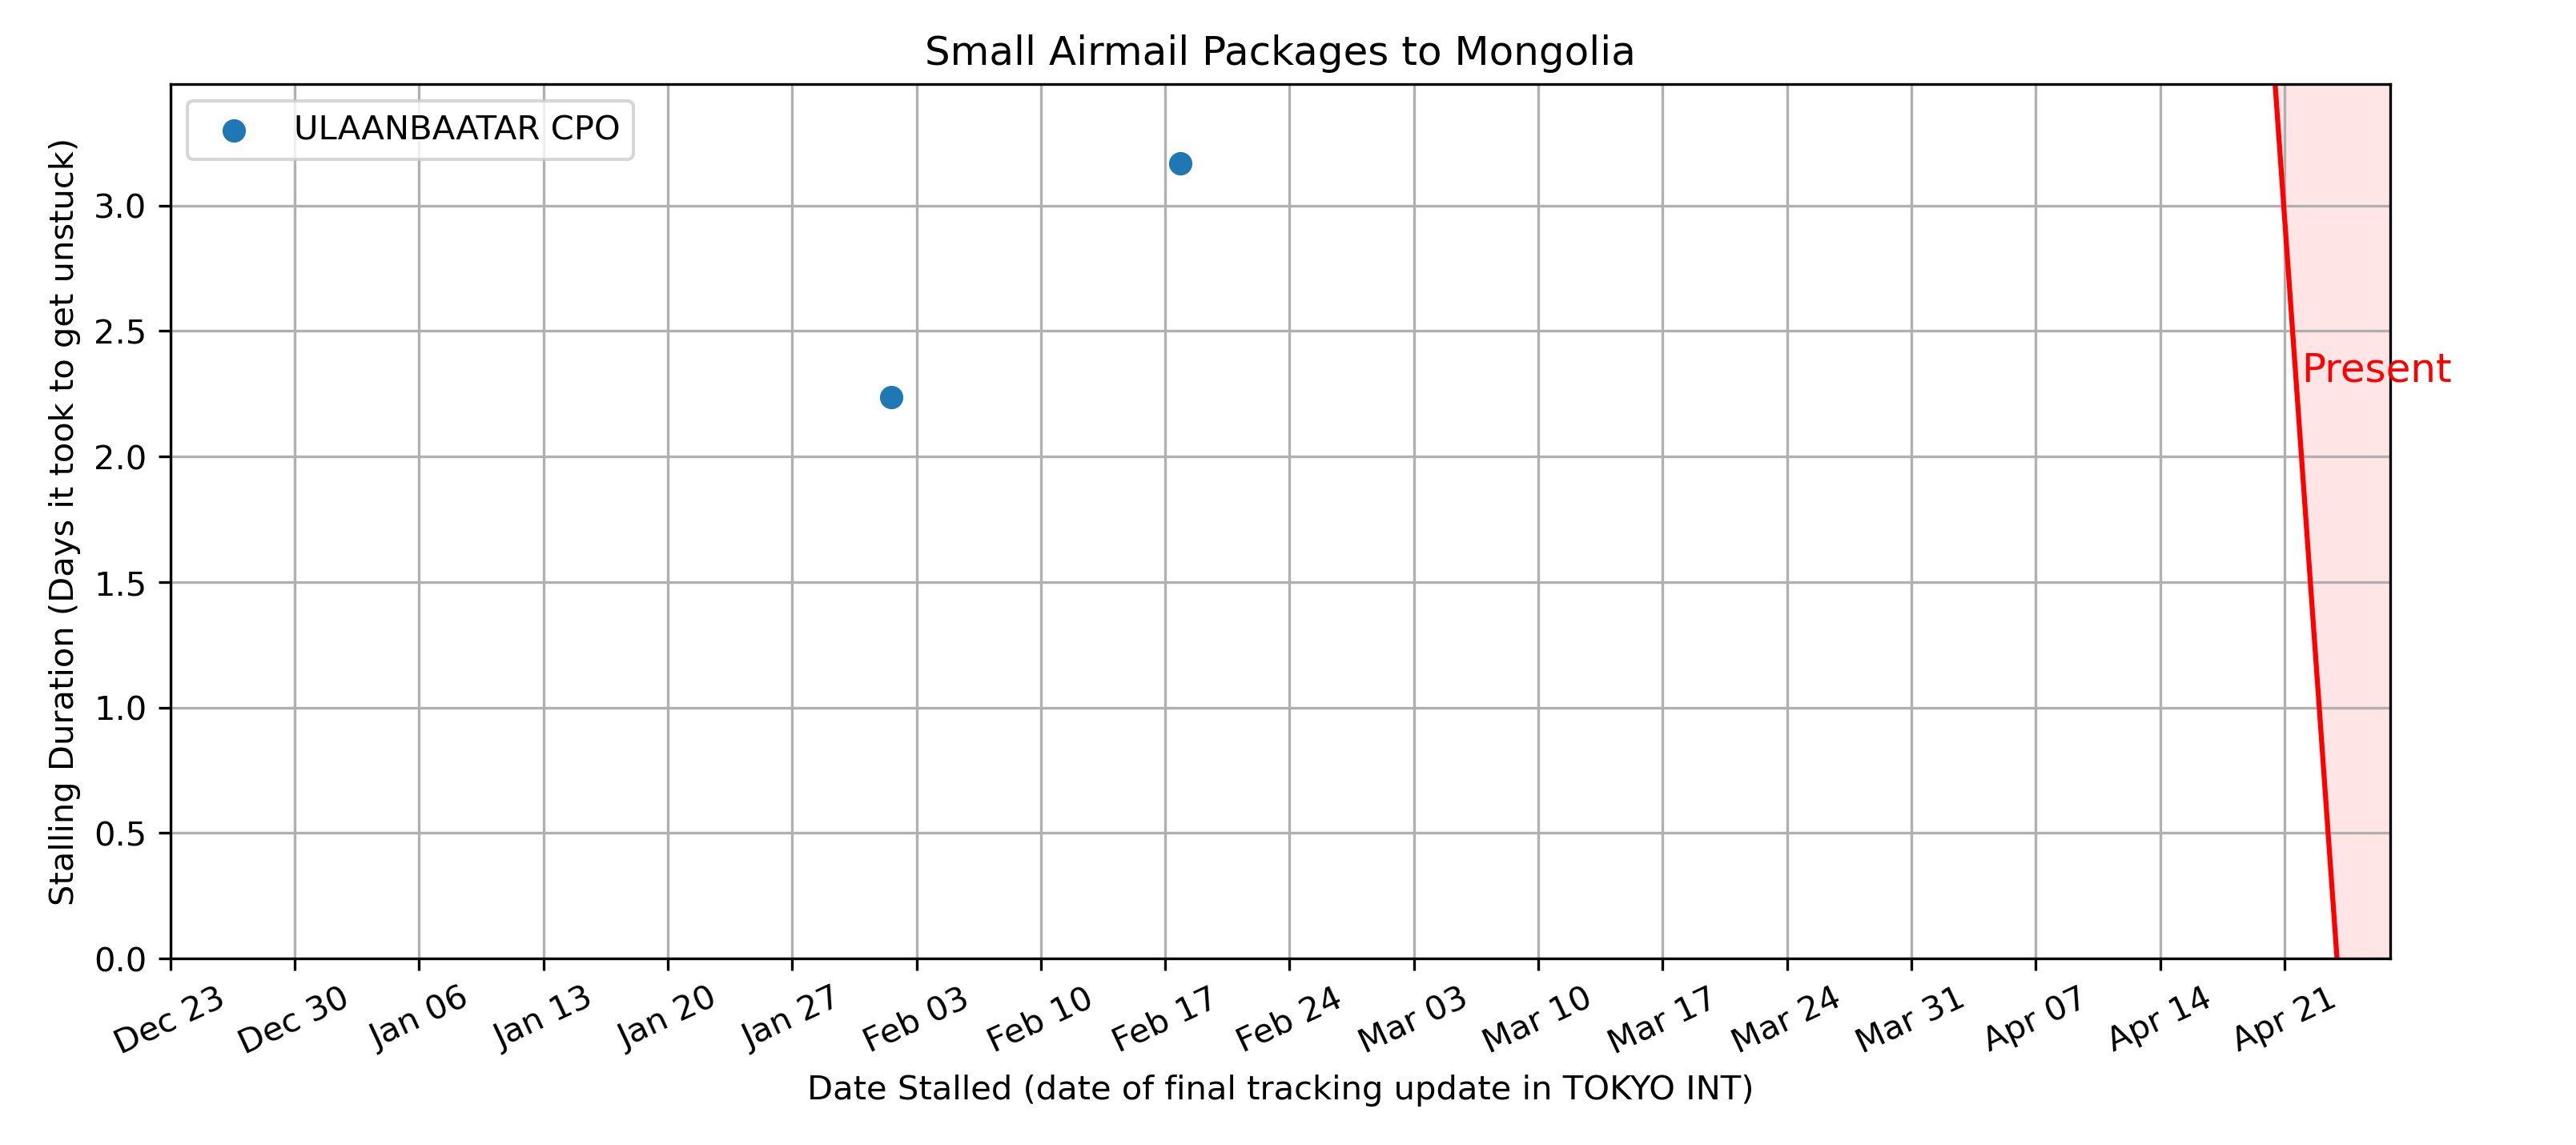 Small Airmail Packages to Mongolia
ULAANBAATAR CPO
Stalling Duration (Days it took to get unstuck)
3.0
2.5
2.0
1.5
1.0
0.5
0.0
Present
Dec 23 Dec 30 Jan 06 Jan 13 Jan 20 Jan 27 Feb 03 Feb 10 Feb 17 Feb 24 Mar 03 Mar 10 Mar 17 Mar 24 Mar 31 Apr 07 Apr 14 Apr 21
Date Stalled (date of final tracking update in TOKYO INT)